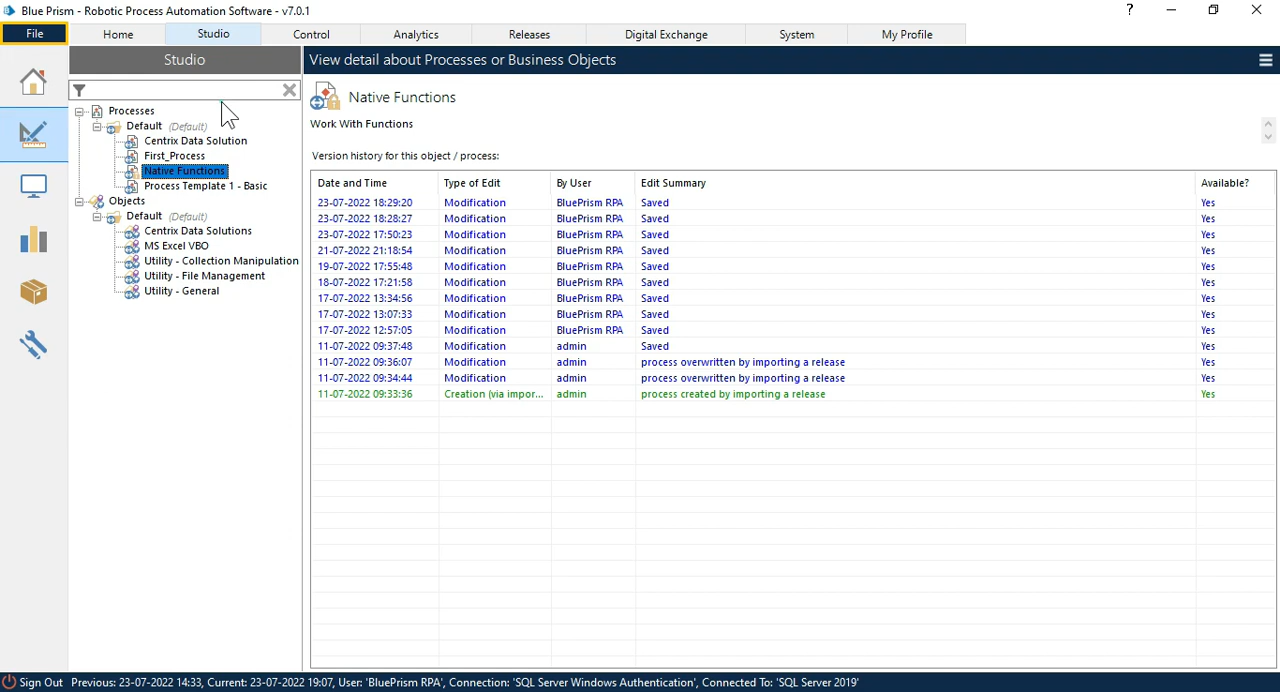 Blue Prism - Robotic Process Automation Software - v7.0.1
?
File Home Studio Control Analytics Releases Digital Exchange System My Profile
Studio
View detail about Processes or Business Objects
Processes
Default (Default)
Centrix Data Solution
First_Process
Native Functions
Process Template 1 - Basic
Objects
Default (Default)
Centrix Data Solutions
MS Excel VBO
Utility - Collection Manipulation
Utility - File Management
Utility - General
Native Functions
Work With Functions
Version history for this object / process:
Date and Time Type of Edit By User Edit Summary Available?
23-07-2022 18:29:20 Modification BluePrism RPA Saved Yes
23-07-2022 18:28:27 Modification BluePrism RPA Saved Yes
23-07-2022 17:50:23 Modification BluePrism RPA Saved Yes
21-07-2022 21:18:54 Modification BluePrism RPA Saved Yes
19-07-2022 17:55:48 Modification BluePrism RPA Saved Yes
18-07-2022 17:21:58 Modification BluePrism RPA Saved Yes
17-07-2022 13:34:56 Modification BluePrism RPA Saved Yes
17-07-2022 13:07:33 Modification BluePrism RPA Saved Yes
17-07-2022 12:57:05 Modification BluePrism RPA Saved Yes
11-07-2022 09:37:48 Modification admin Saved Yes
11-07-2022 09:36:07 Modification admin process overwritten by importing a release Yes
11-07-2022 09:34:44 Modification admin process overwritten by importing a release Yes
11-07-2022 09:33:36 Creation (via impor... admin process created by importing a release Yes
Sign Out Previous: 23-07-2022 14:33, Current: 23-07-2022 19:07, User: 'BluePrism RPA', Connection: 'SQL Server Windows Authentication', Connected To: 'SQL Server 2019'